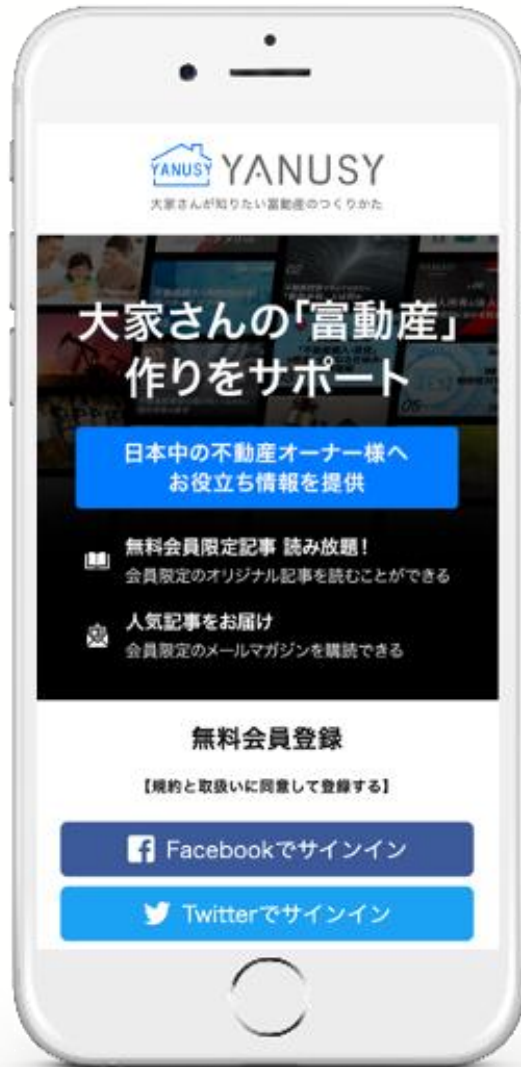 YANUSY
YANUSY
大家さんが知りたい富動産のつくりかた
大家さんの「富動産」
作りをサポート
日本中の不動産オーナー様へ
お役立ち情報を提供
無料会員限定記事 読み放題！
会員限定のオリジナル記事を読むことができる
人気記事をお届け
会員限定のメールマガジンを購読できる
無料会員登録
【規約と取扱いに同意して登録する】
Facebookでサインイン
Twitterでサインイン